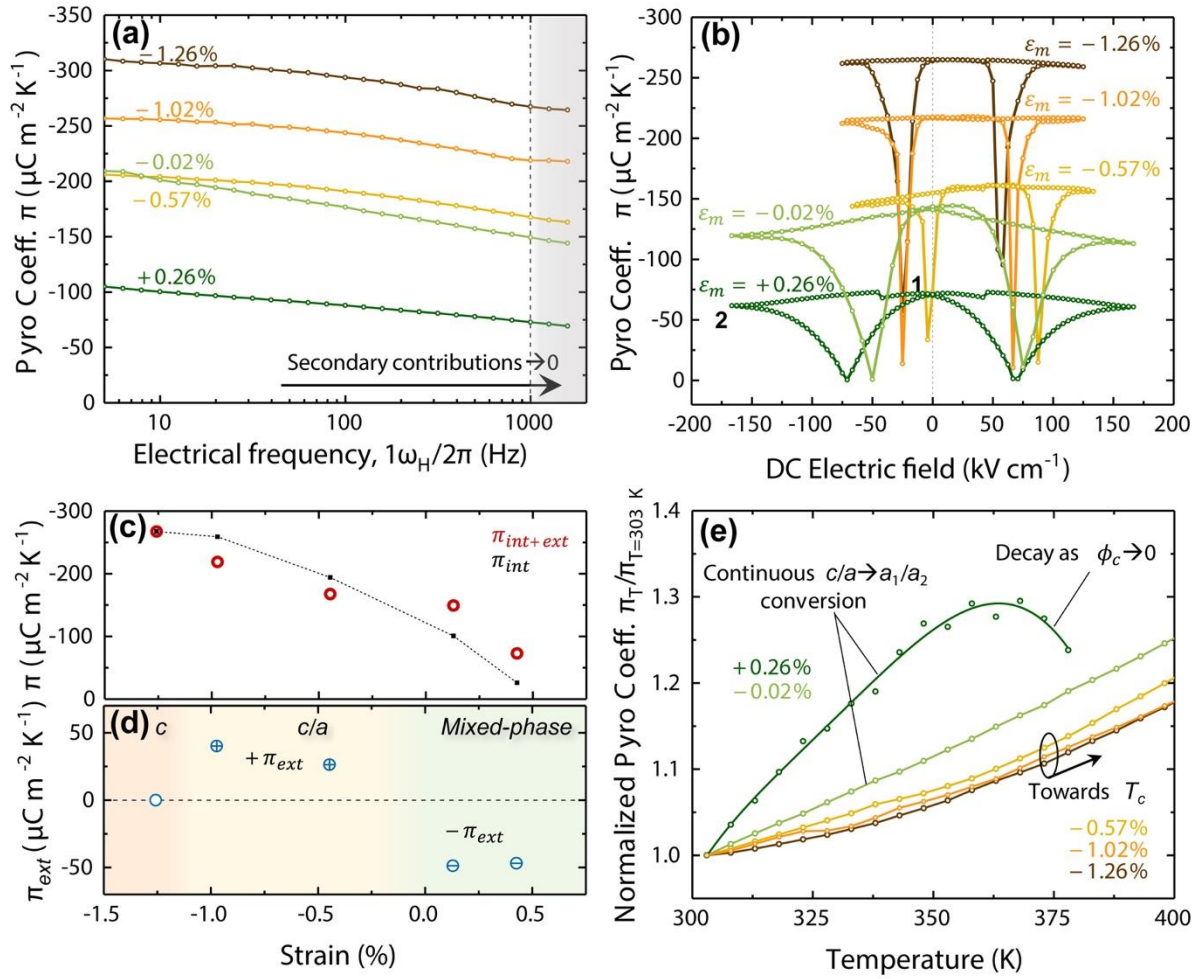 (a)
Pyro Coeff. π (μC m⁻² K⁻¹)
-350
-300
-250
-200
-150
-100
-50
0
−1.26%
−1.02%
−0.02%
−0.57%
+0.26%
Secondary contributions →0
10
100
1000
Electrical frequency, 1ω_H/2π (Hz)
(b)
Pyro Coeff. π (μC m⁻² K⁻¹)
-300
-250
-200
-150
-100
-50
0
ε_m = −1.26%
ε_m = −1.02%
ε_m = −0.57%
ε_m = −0.02%
ε_m = +0.26%
1
2
-200 -150 -100 -50 0 50 100 150 200
DC Electric field (kV cm⁻¹)
(c)
π (μC m⁻² K⁻¹)
-300
-200
-100
0
π_int+ext
π_int
(d)
π_ext (μC m⁻² K⁻¹)
50
0
-50
c
c/a
Mixed-phase
+π_ext
−π_ext
-1.5 -1.0 -0.5 0.0 0.5
Strain (%)
(e)
Normalized Pyro Coeff. π_T/π_T=303 K
1.4
1.3
1.2
1.1
1.0
Continuous c/a→a₁/a₂
conversion
Decay as ϕ_c→0
+0.26%
−0.02%
Towards T_c
−0.57%
−1.02%
−1.26%
300 325 350 375 400
Temperature (K)